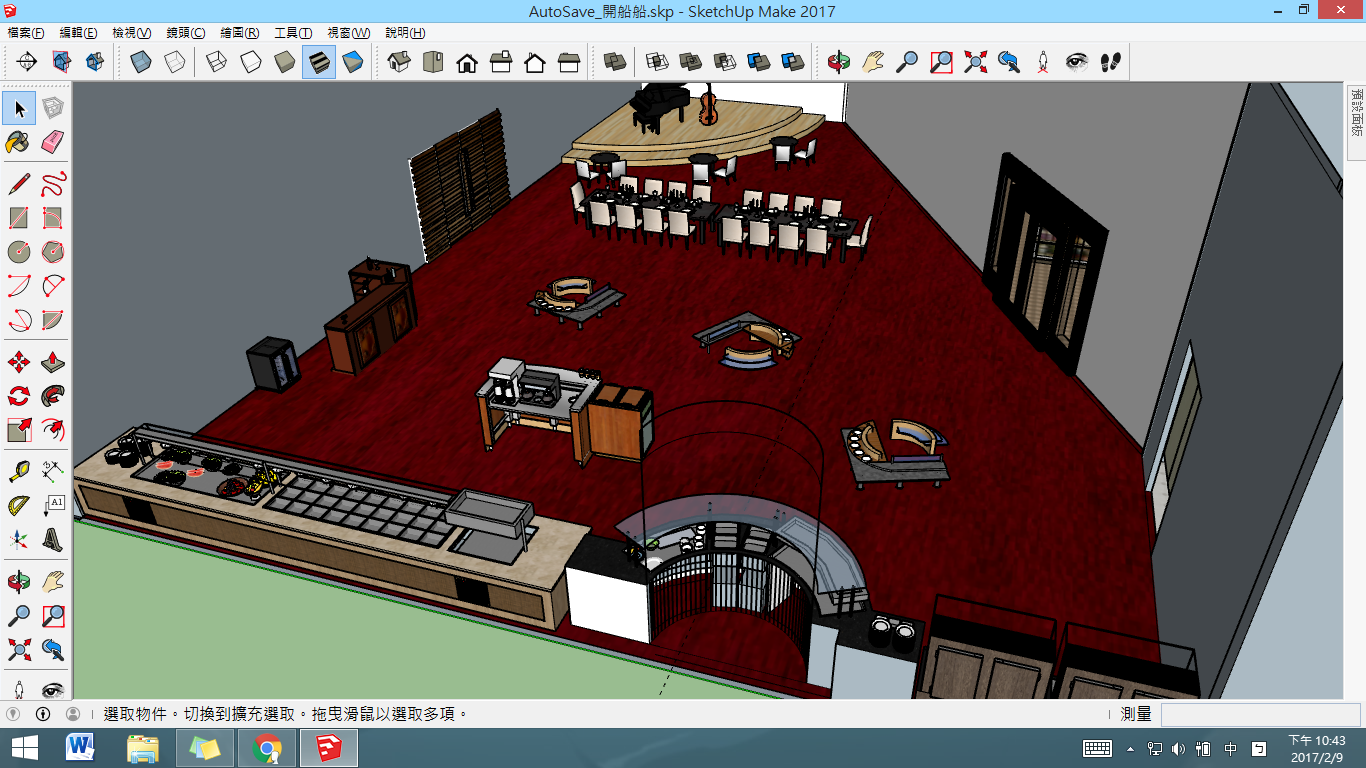 AutoSave_開船船.skp - SketchUp Make 2017
檔案(F) 編輯(E) 檢視(V) 鏡頭(C) 繪圖(R) 工具(T) 視窗(W) 說明(H)
預設面板
A1
選取物件。切換到擴充選取。拖曳滑鼠以選取多項。
測量
W
中
下午 10:43
2017/2/9